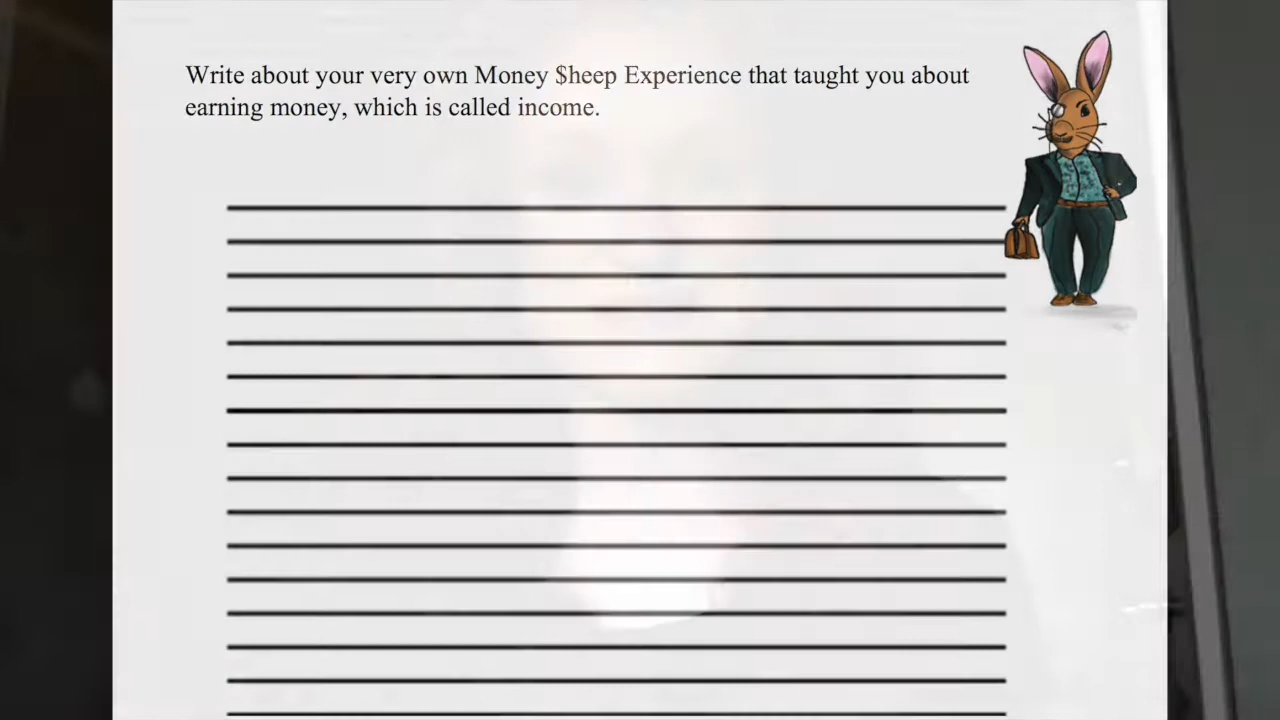 Write about your very own Money $heep Experience that taught you about
earning money, which is called income.